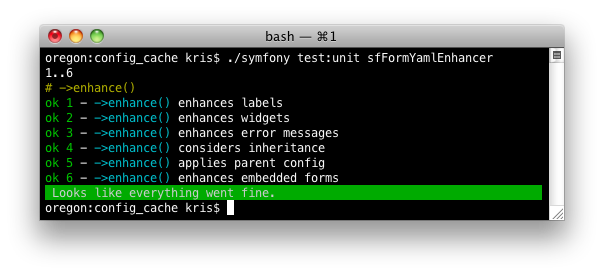 bash — ⌘1
oregon:config_cache kris$ ./symfony test:unit sfFormYamlEnhancer
1..6
# ->enhance()
ok 1 - ->enhance() enhances labels
ok 2 - ->enhance() enhances widgets
ok 3 - ->enhance() enhances error messages
ok 4 - ->enhance() considers inheritance
ok 5 - ->enhance() applies parent config
ok 6 - ->enhance() enhances embedded forms
Looks like everything went fine.
oregon:config_cache kris$